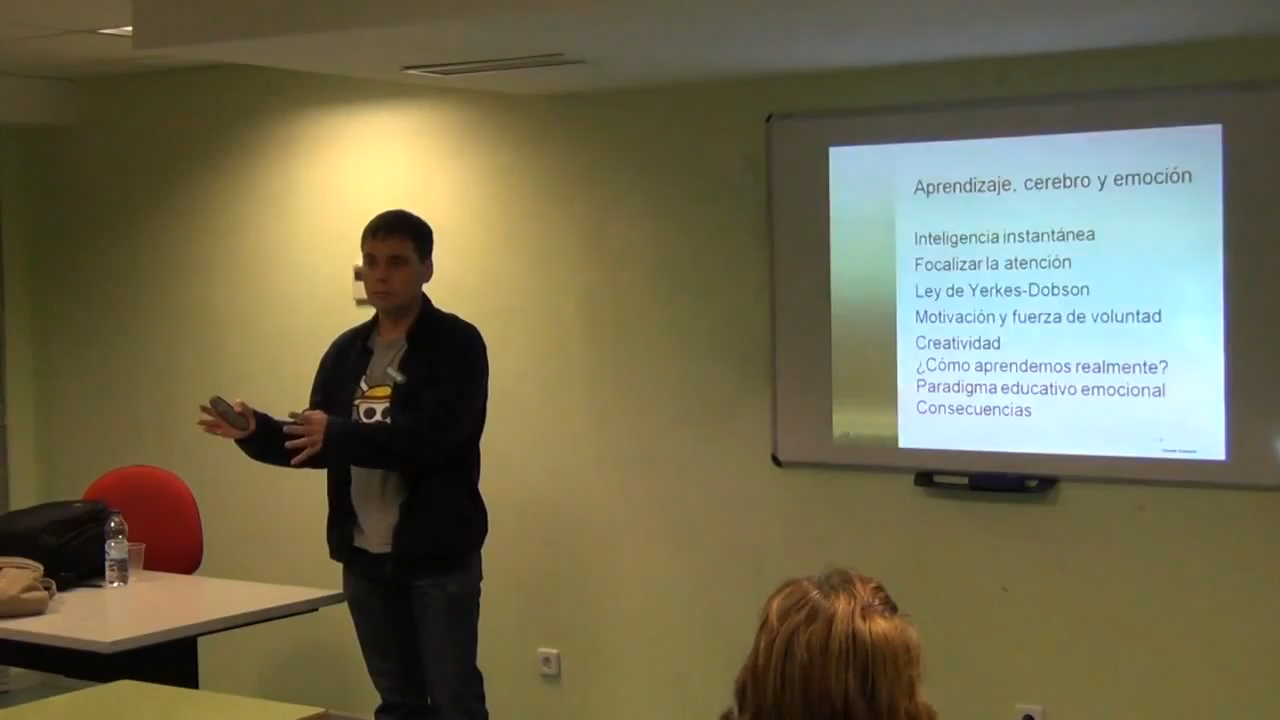 Aprendizaje, cerebro y emoción
Inteligencia instantánea
Focalizar la atención
Ley de Yerkes-Dobson
Motivación y fuerza de voluntad
Creatividad
¿Cómo aprendemos realmente?
Paradigma educativo emocional
Consecuencias